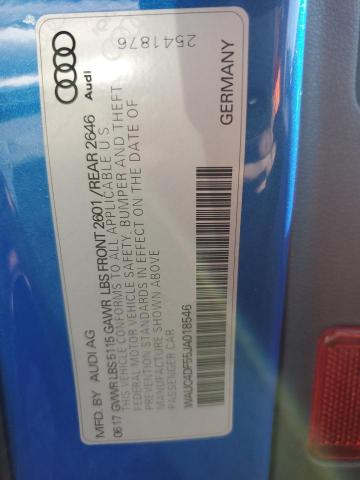 Audi
2541876
MFD. BY AUDI AG
06 17 GVWR LBS 5115 GAWR LBS FRONT 2601 / REAR 2646
THIS VEHICLE CONFORMS TO ALL APPLICABLE U S
FEDERAL MOTOR VEHICLE SAFETY, BUMPER AND THEFT
PREVENTION STANDARDS IN EFFECT ON THE DATE OF
MANUFACTURE SHOWN ABOVE
PASSENGER CAR
WAUC4DF55JA018546
GERMANY